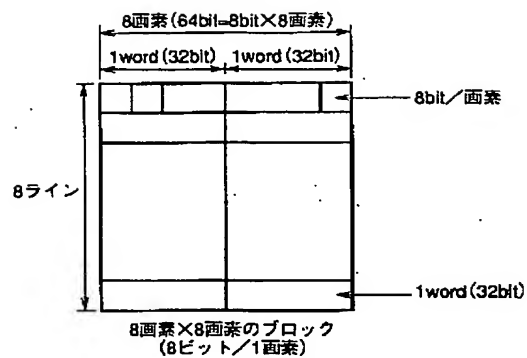 8画素(64bit=8bit×8画素)
1word(32bit) 1word(32bit)
8bit/画素
8ライン
1word(32bit)
8画素×8画素のブロック
(8ビット/1画素)